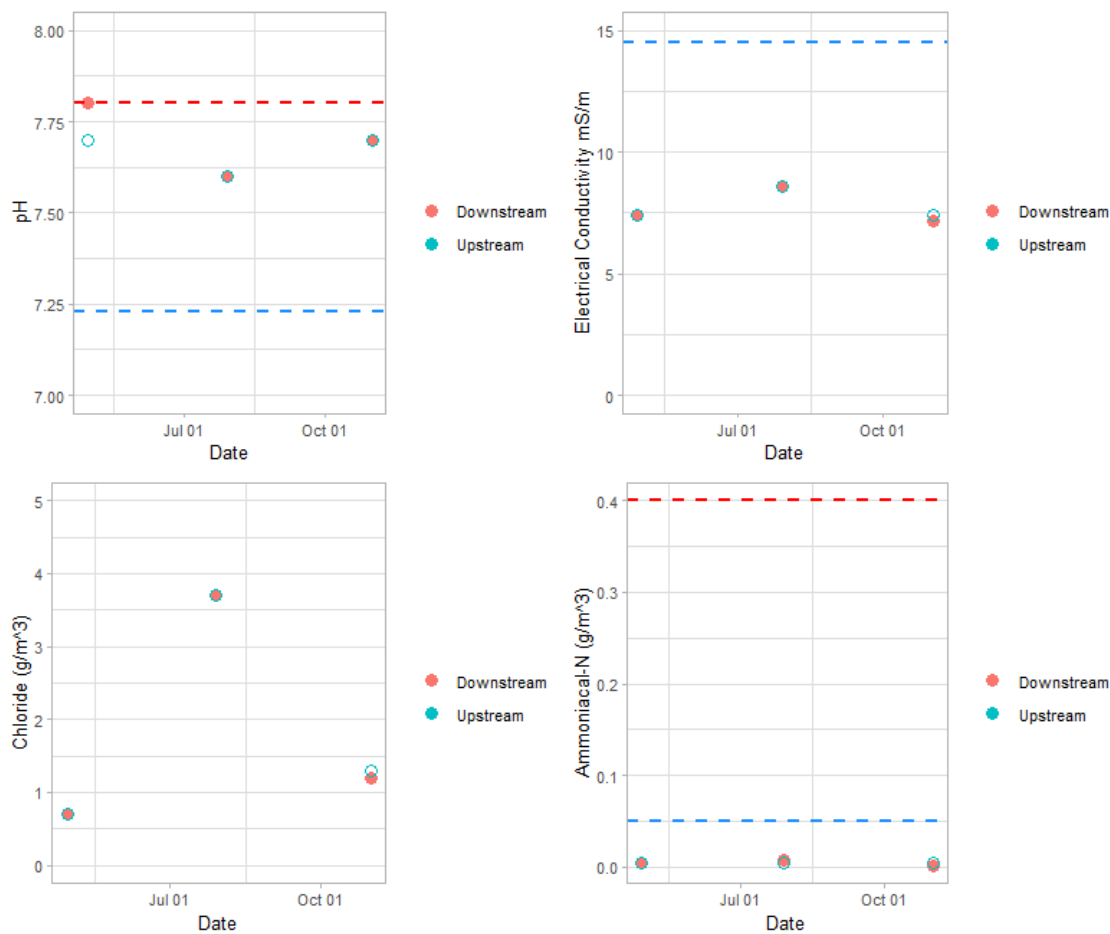 pH
8.00
7.75
7.50
7.25
7.00
Jul 01 Oct 01
Date
Downstream
Upstream
Electrical Conductivity mS/m
15
10
5
0
Jul 01 Oct 01
Date
Downstream
Upstream
Chloride (g/m^3)
5
4
3
2
1
0
Jul 01 Oct 01
Date
Downstream
Upstream
Ammoniacal-N (g/m^3)
0.4
0.3
0.2
0.1
0.0
Jul 01 Oct 01
Date
Downstream
Upstream